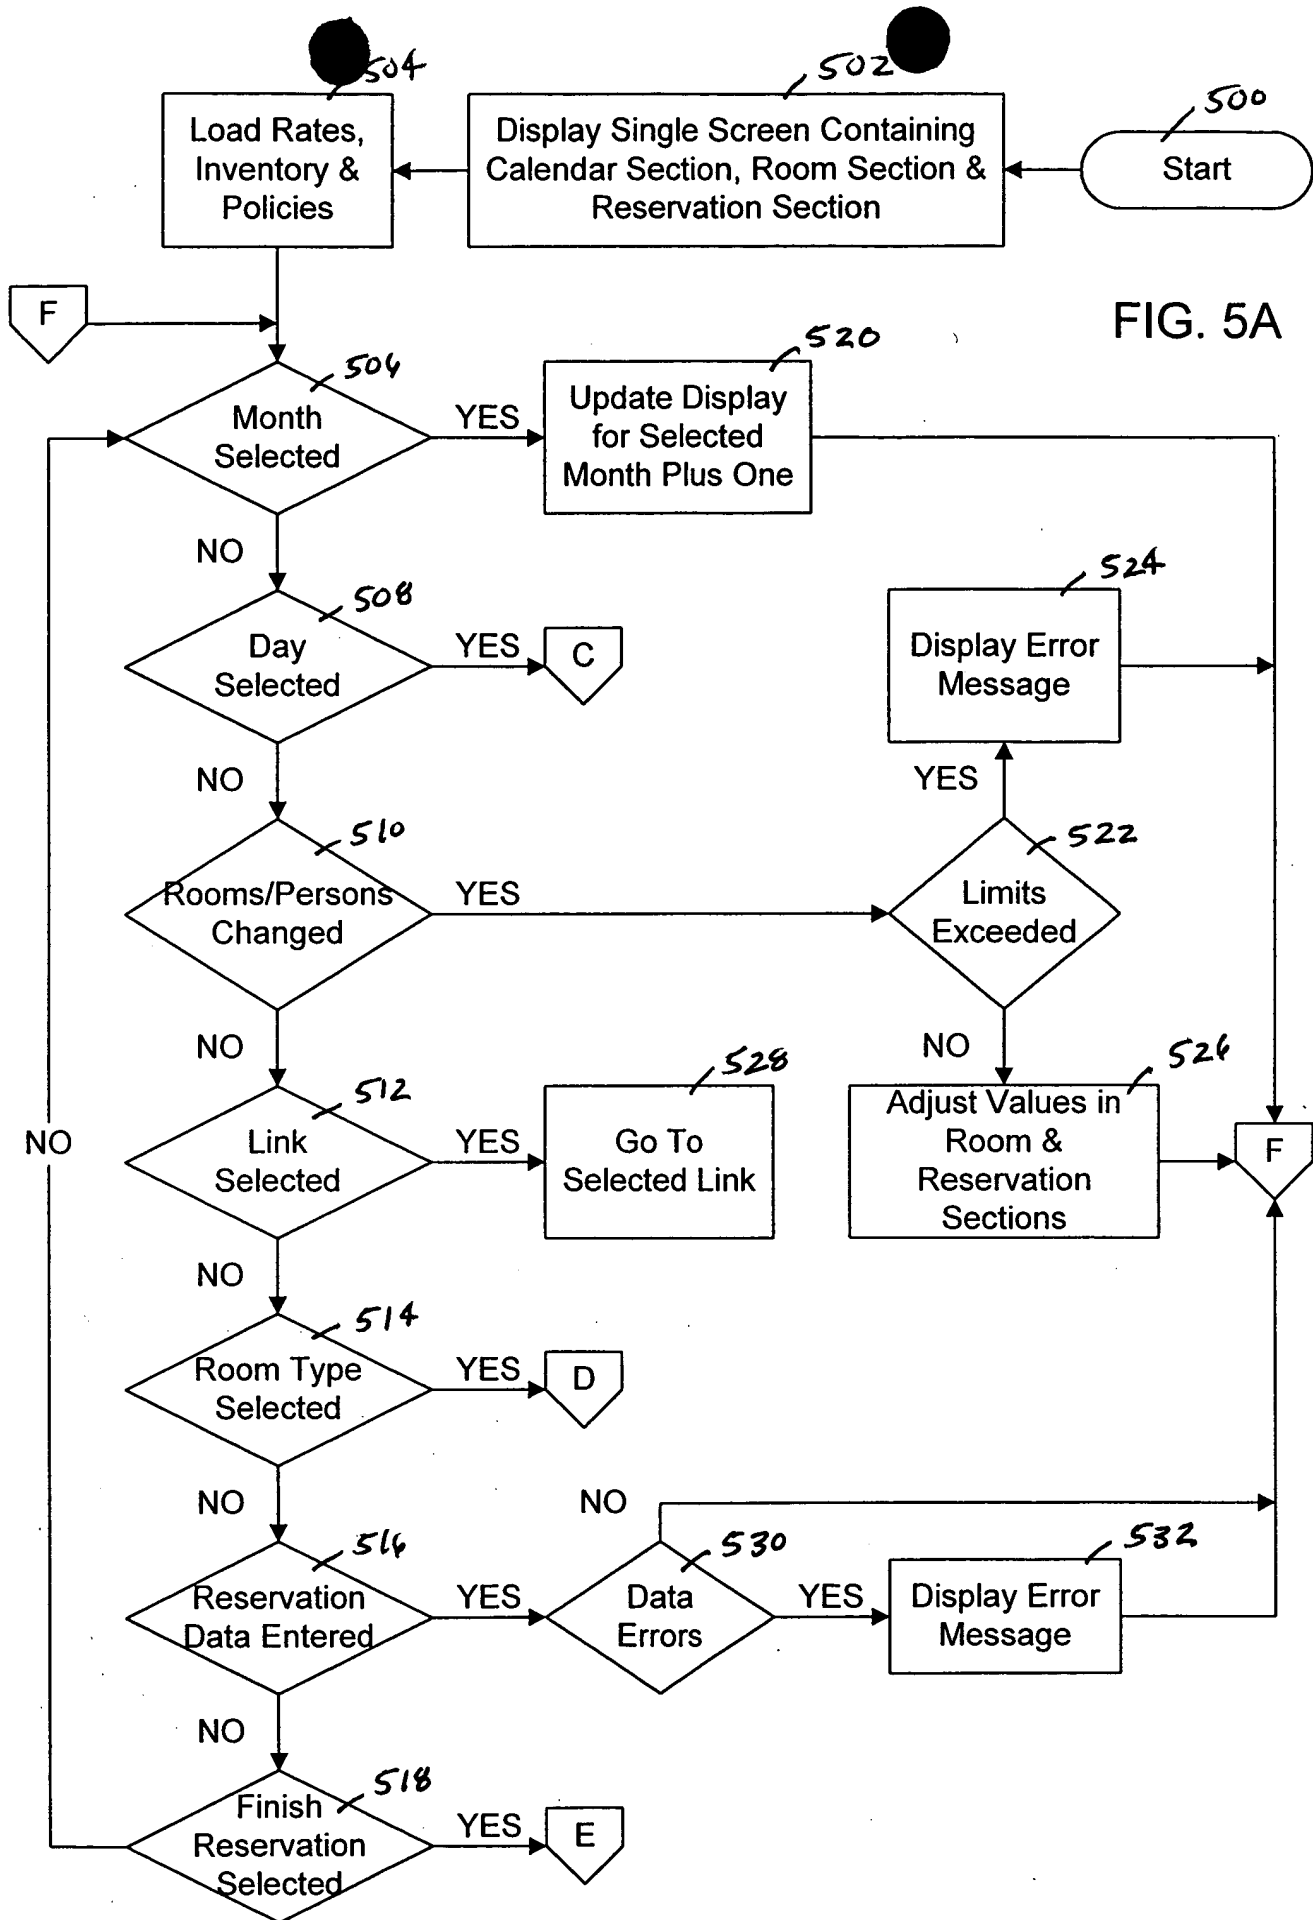 504
502
500
Load Rates,
Inventory &
Policies
Display Single Screen Containing
Calendar Section, Room Section &
Reservation Section
Start
F
FIG. 5A
506
Month
Selected
YES
520
Update Display
for Selected
Month Plus One
NO
508
Day
Selected
YES
C
524
Display Error
Message
NO
YES
510
Rooms/Persons
Changed
YES
522
Limits
Exceeded
NO
NO
512
Link
Selected
YES
528
Go To
Selected Link
526
Adjust Values in
Room &
Reservation
Sections
F
NO
NO
514
Room Type
Selected
YES
D
NO
NO
516
Reservation
Data Entered
YES
530
Data
Errors
YES
532
Display Error
Message
NO
518
Finish
Reservation
Selected
YES
E